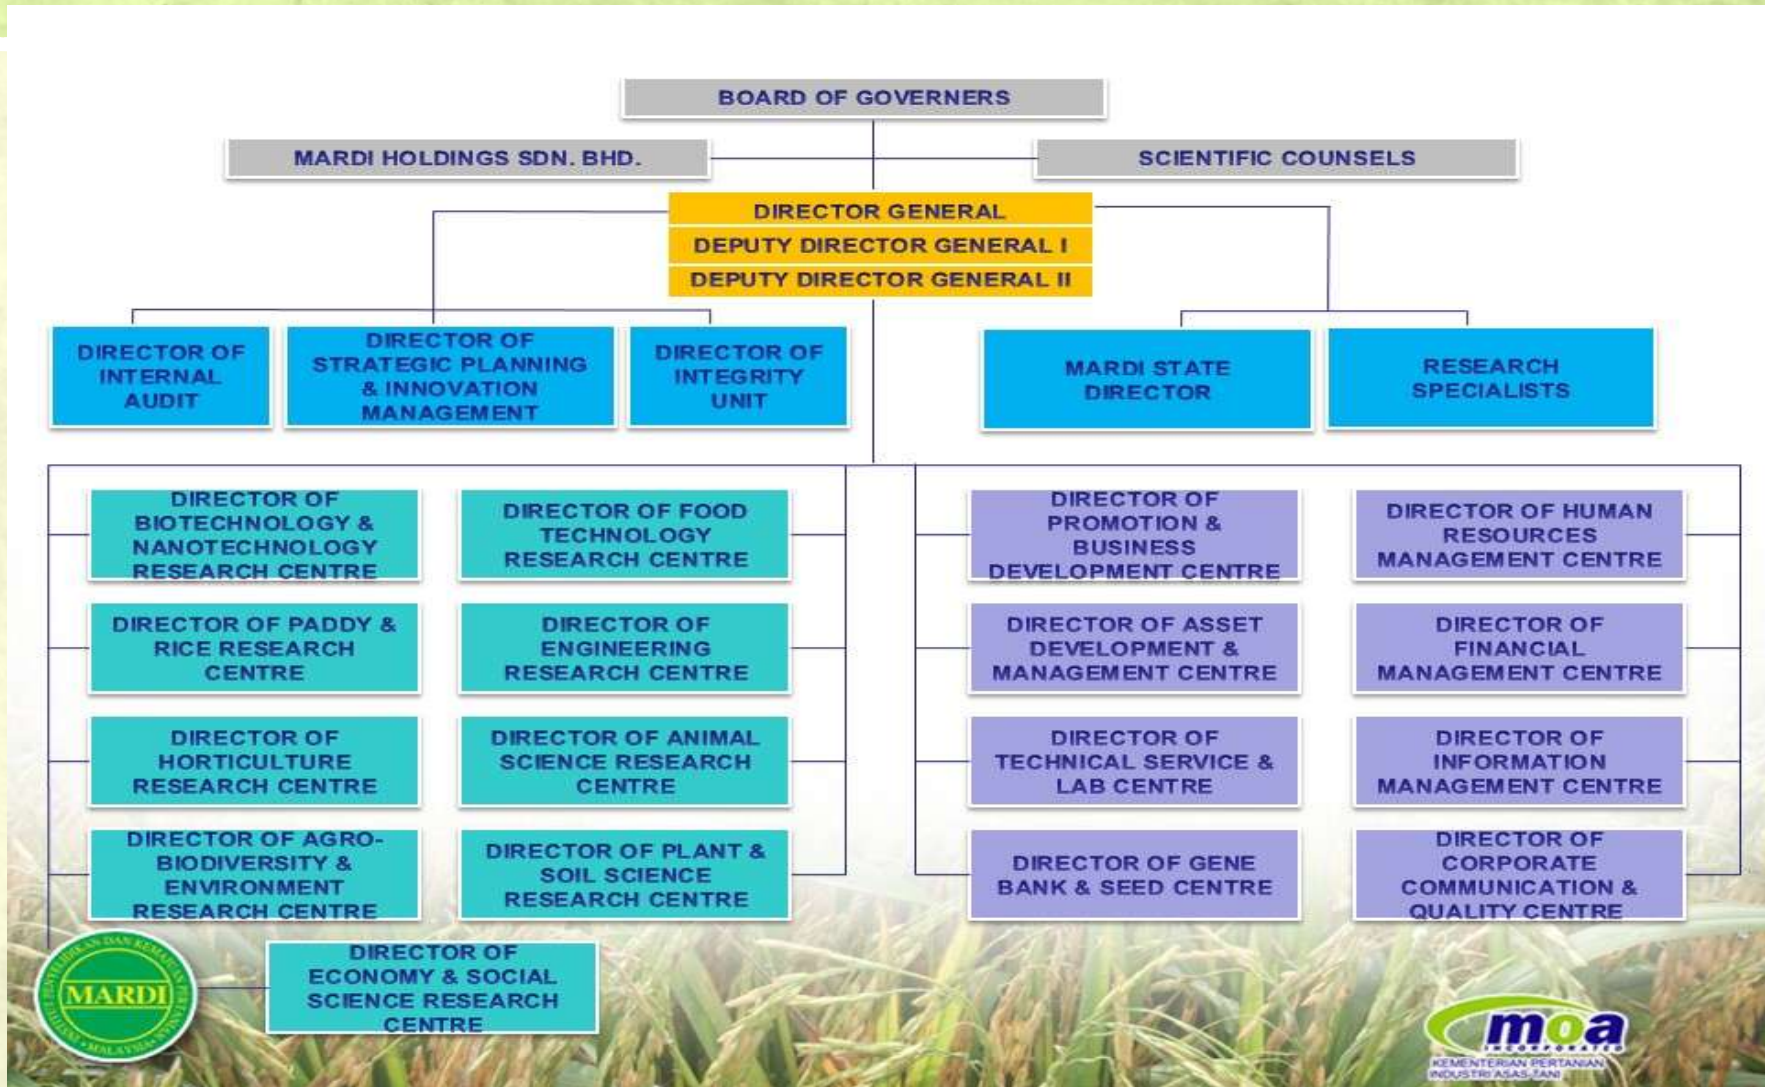 BOARD OF GOVERNERS
MARDI HOLDINGS SDN. BHD.
SCIENTIFIC COUNSELS
DIRECTOR GENERAL
DEPUTY DIRECTOR GENERAL I
DEPUTY DIRECTOR GENERAL II
DIRECTOR OF
INTERNAL
AUDIT
DIRECTOR OF
STRATEGIC PLANNING
& INNOVATION
MANAGEMENT
DIRECTOR OF
INTEGRITY
UNIT
MARDI STATE
DIRECTOR
RESEARCH
SPECIALISTS
DIRECTOR OF
BIOTECHNOLOGY &
NANOTECHNOLOGY
RESEARCH CENTRE
DIRECTOR OF FOOD
TECHNOLOGY
RESEARCH CENTRE
DIRECTOR OF
PROMOTION &
BUSINESS
DEVELOPMENT CENTRE
DIRECTOR OF HUMAN
RESOURCES
MANAGEMENT CENTRE
DIRECTOR OF PADDY &
RICE RESEARCH
CENTRE
DIRECTOR OF
ENGINEERING
RESEARCH CENTRE
DIRECTOR OF ASSET
DEVELOPMENT &
MANAGEMENT CENTRE
DIRECTOR OF
FINANCIAL
MANAGEMENT CENTRE
DIRECTOR OF
HORTICULTURE
RESEARCH CENTRE
DIRECTOR OF ANIMAL
SCIENCE RESEARCH
CENTRE
DIRECTOR OF
TECHNICAL SERVICE &
LAB CENTRE
DIRECTOR OF
INFORMATION
MANAGEMENT CENTRE
DIRECTOR OF AGRO-
BIODIVERSITY &
ENVIRONMENT
RESEARCH CENTRE
DIRECTOR OF PLANT &
SOIL SCIENCE
RESEARCH CENTRE
DIRECTOR OF GENE
BANK & SEED CENTRE
DIRECTOR OF
CORPORATE
COMMUNICATION &
QUALITY CENTRE
DIRECTOR OF
ECONOMY & SOCIAL
SCIENCE RESEARCH
CENTRE
INSTITUT PENYELIDIKAN DAN KEMAJUAN PERTANIAN
MARDI
MALAYSIA
moa
INCORPORATED
KEMENTERIAN PERTANIAN
INDUSTRI ASAS TANI